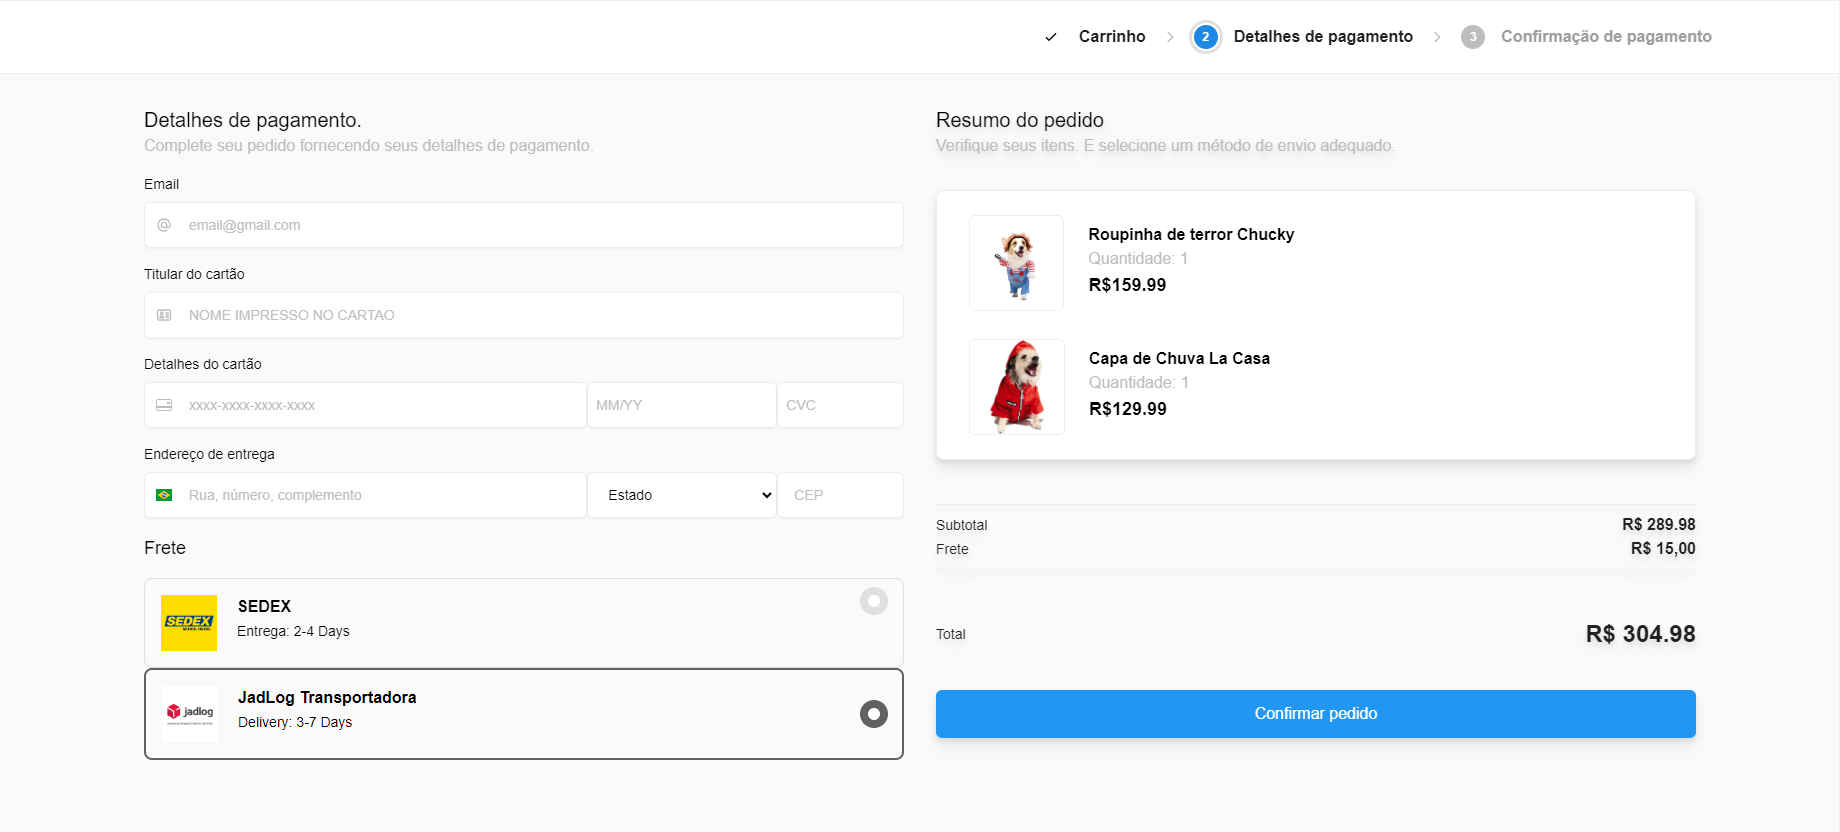 Carrinho
2
Detalhes de pagamento
3
Confirmação de pagamento
Detalhes de pagamento.
Complete seu pedido fornecendo seus detalhes de pagamento.
Email
email@gmail.com
Titular do cartão
NOME IMPRESSO NO CARTAO
Detalhes do cartão
xxxx-xxxx-xxxx-xxxx
MM/YY
CVC
Endereço de entrega
Rua, número, complemento
Estado
CEP
Frete
SEDEX
SEDEX
Entrega: 2-4 Days
jadlog
JadLog Transportadora
Delivery: 3-7 Days
Resumo do pedido
Verifique seus itens. E selecione um método de envio adequado.
Roupinha de terror Chucky
Quantidade: 1
R$159.99
Capa de Chuva La Casa
Quantidade: 1
R$129.99
Subtotal
R$ 289.98
Frete
R$ 15,00
Total
R$ 304.98
Confirmar pedido